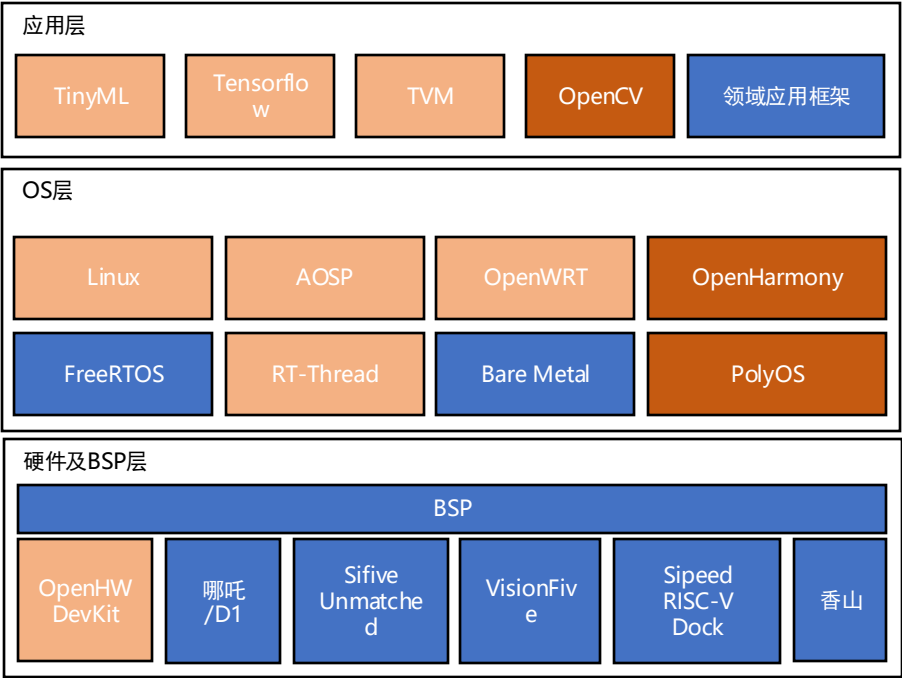 应用层
TinyML
Tensorflo
w
TVM
OpenCV
领域应用框架
OS层
Linux
AOSP
OpenWRT
OpenHarmony
FreeRTOS
RT-Thread
Bare Metal
PolyOS
硬件及BSP层
BSP
OpenHW
DevKit
哪吒
/D1
Sifive
Unmatche
d
VisionFiv
e
Sipeed
RISC-V
Dock
香山